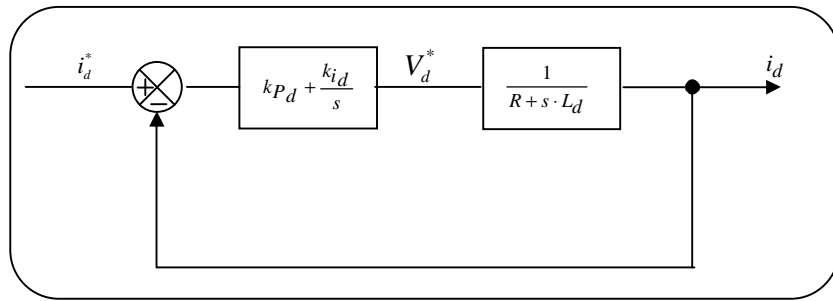 i_d^*
+
−
k_{P_d} + \frac{k_{i_d}}{s}
V_d^*
\frac{1}{R + s \cdot L_d}
i_d